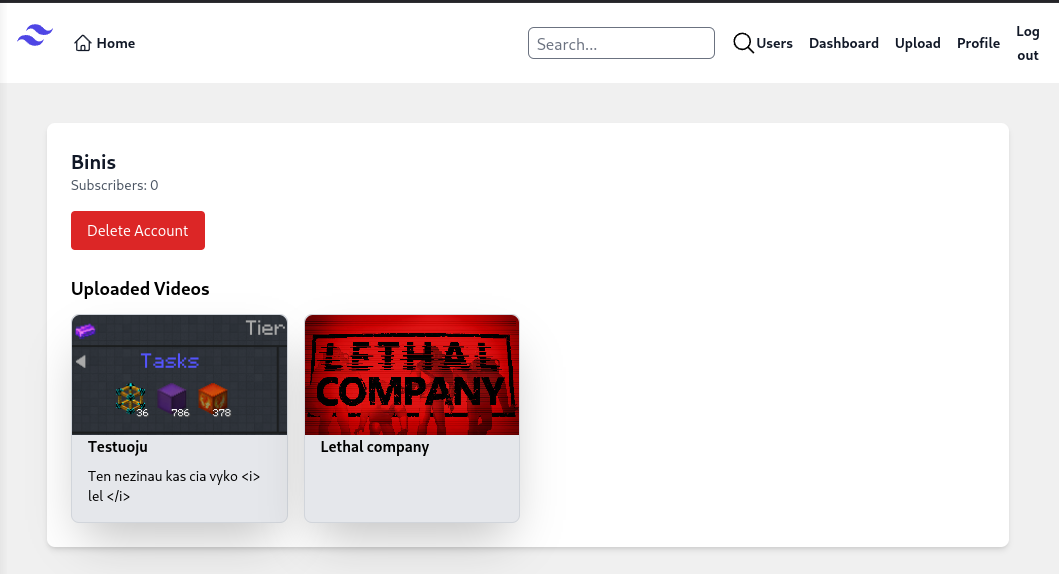 Home
Search...
Users
Dashboard
Upload
Profile
Log
out
Binis
Subscribers: 0
Delete Account
Uploaded Videos
Tier
Tasks
36
786
378
LETHAL
COMPANY
Testuoju
Ten nezinau kas cia vyko <i>
lel </i>
Lethal company